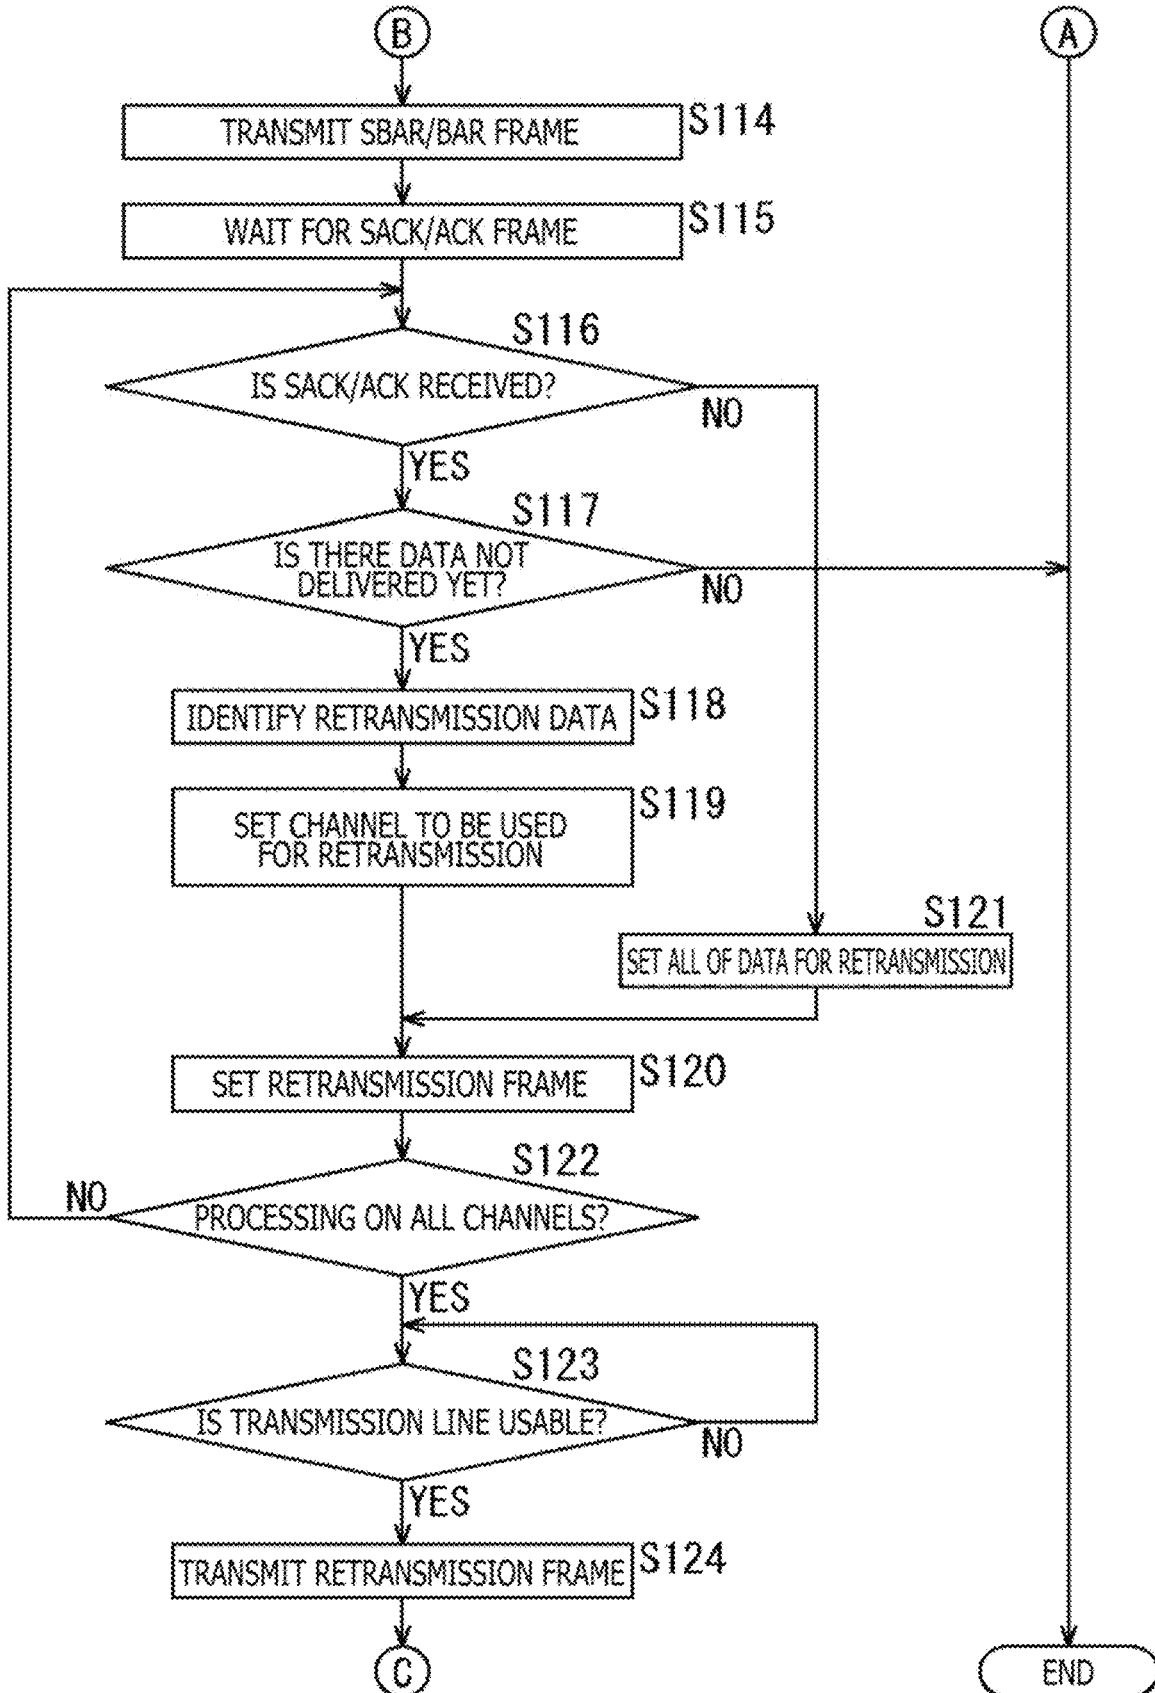 B
A
TRANSMIT SBAR/BAR FRAME
S114
WAIT FOR SACK/ACK FRAME
S115
S116
IS SACK/ACK RECEIVED?
NO
YES
S117
IS THERE DATA NOT
DELIVERED YET?
NO
YES
IDENTIFY RETRANSMISSION DATA
S118
SET CHANNEL TO BE USED
FOR RETRANSMISSION
S119
S121
SET ALL OF DATA FOR RETRANSMISSION
SET RETRANSMISSION FRAME
S120
S122
NO
PROCESSING ON ALL CHANNELS?
YES
S123
IS TRANSMISSION LINE USABLE?
NO
YES
TRANSMIT RETRANSMISSION FRAME
S124
C
END